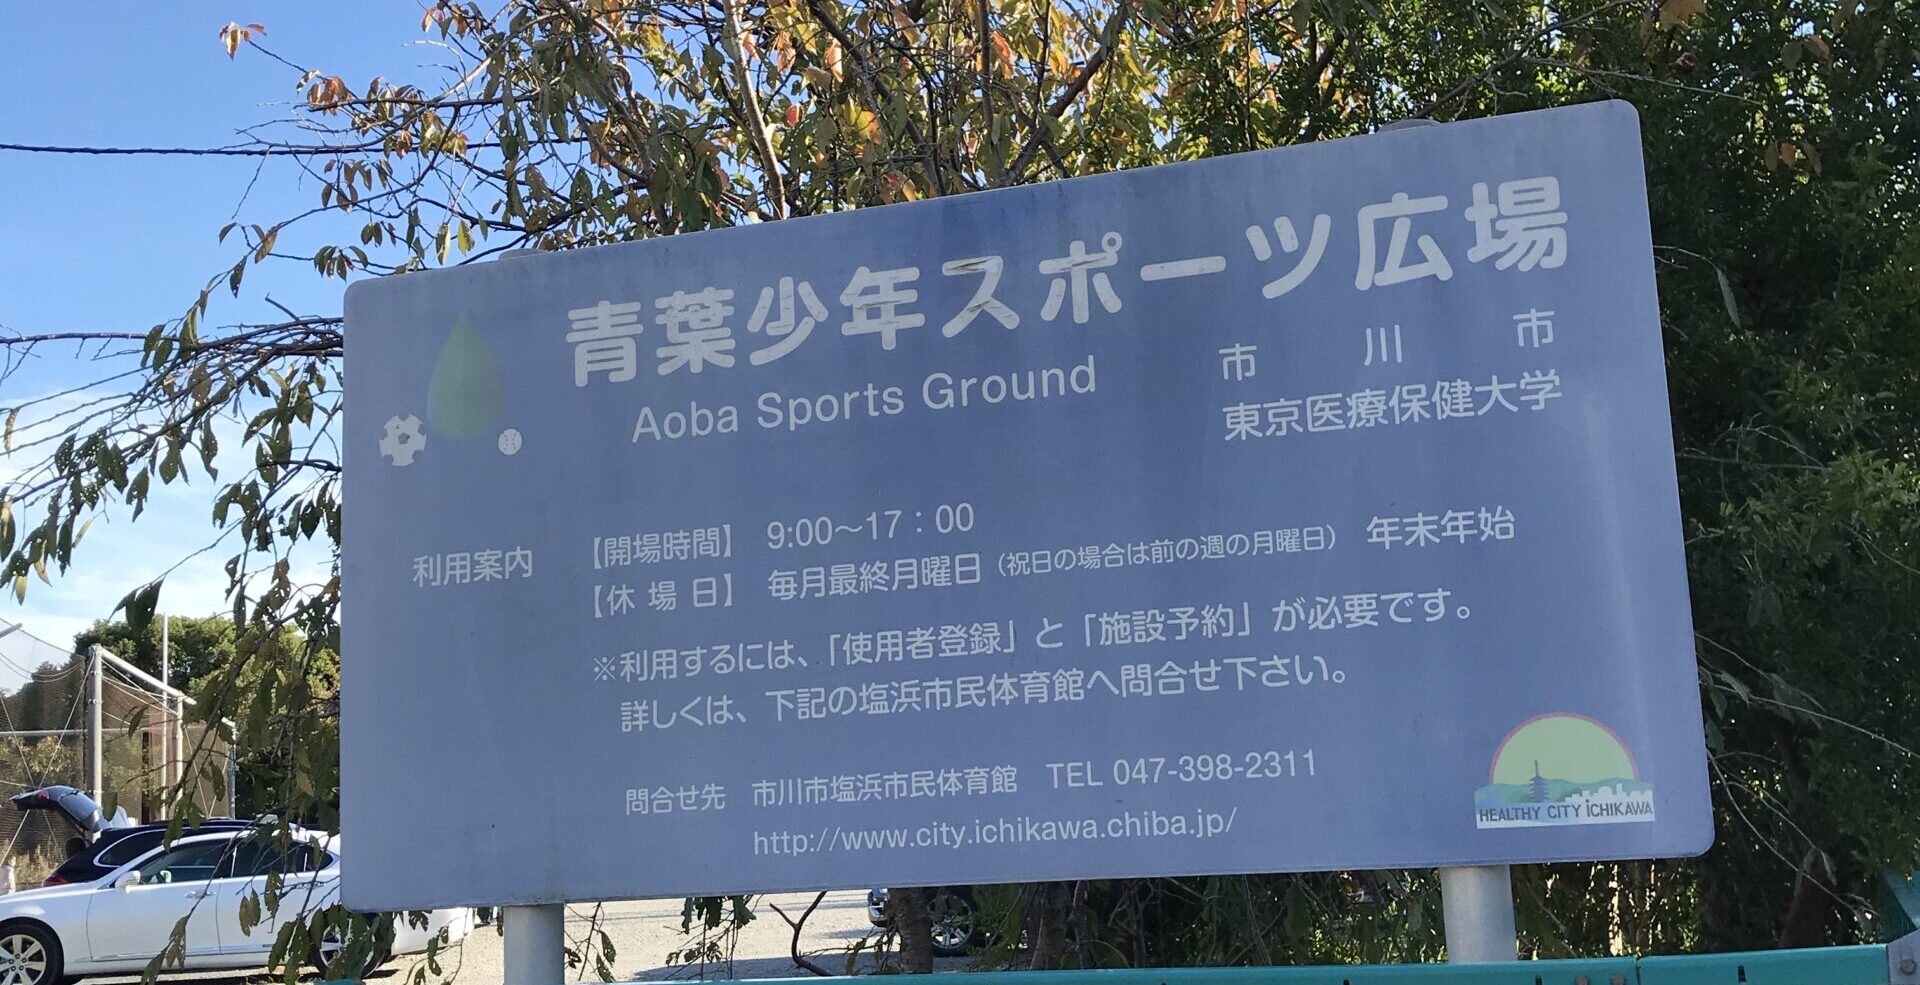 青葉少年スポーツ広場
Aoba Sports Ground
市川市
東京医療保健大学
利用案内
【開場時間】 9:00～17：00
【休場日】 毎月最終月曜日（祝日の場合は前の週の月曜日） 年末年始
※利用するには、「使用者登録」と「施設予約」が必要です。
詳しくは、下記の塩浜市民体育館へ問合せ下さい。
問合せ先 市川市塩浜市民体育館 TEL 047-398-2311
http://www.city.ichikawa.chiba.jp/
HEALTHY CITY iCHIKAWA